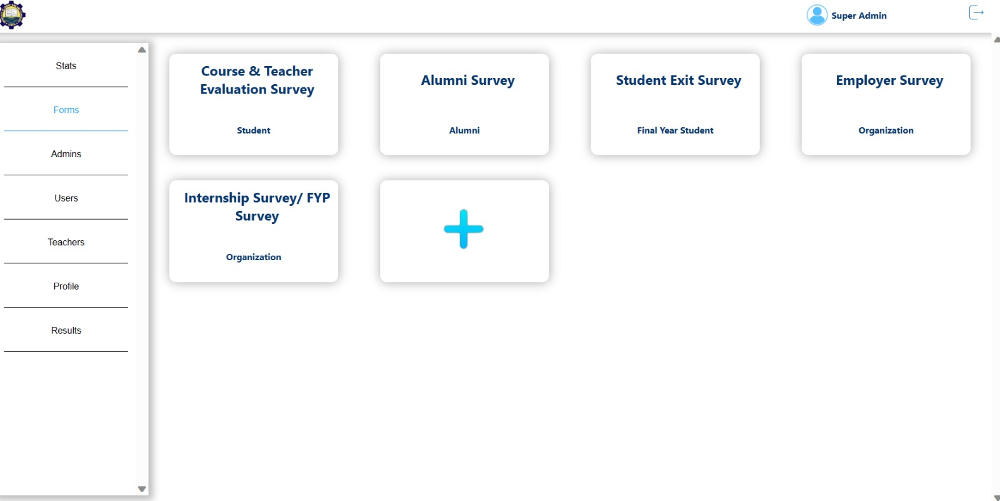 Super Admin
Stats
Forms
Admins
Users
Teachers
Profile
Results
Course & Teacher
Evaluation Survey
Student
Alumni Survey
Alumni
Student Exit Survey
Final Year Student
Employer Survey
Organization
Internship Survey/ FYP
Survey
Organization